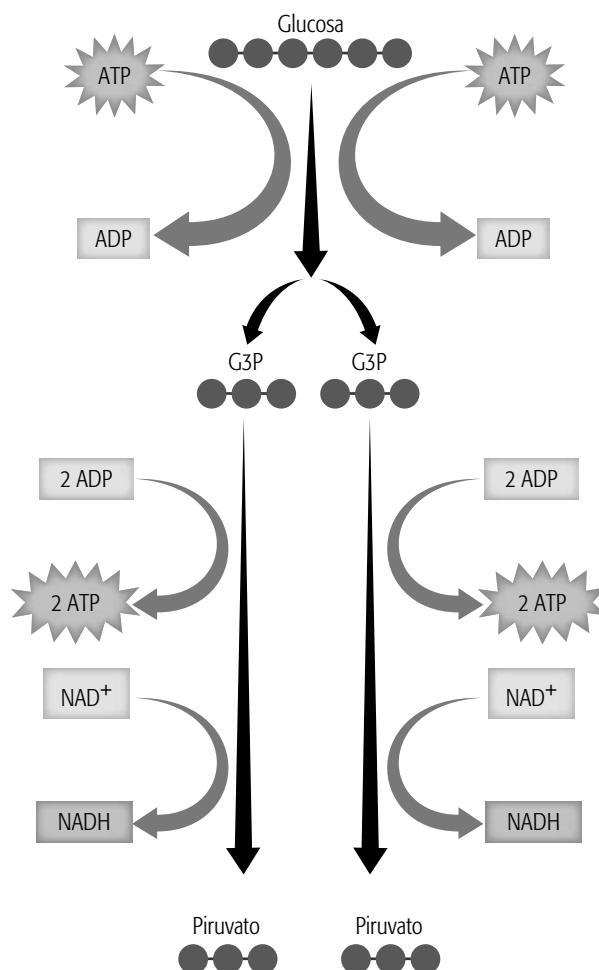 Glucosa
ATP
ATP
ADP
ADP
G3P
G3P
2 ADP
2 ADP
2 ATP
2 ATP
NAD+
NAD+
NADH
NADH
Piruvato
Piruvato